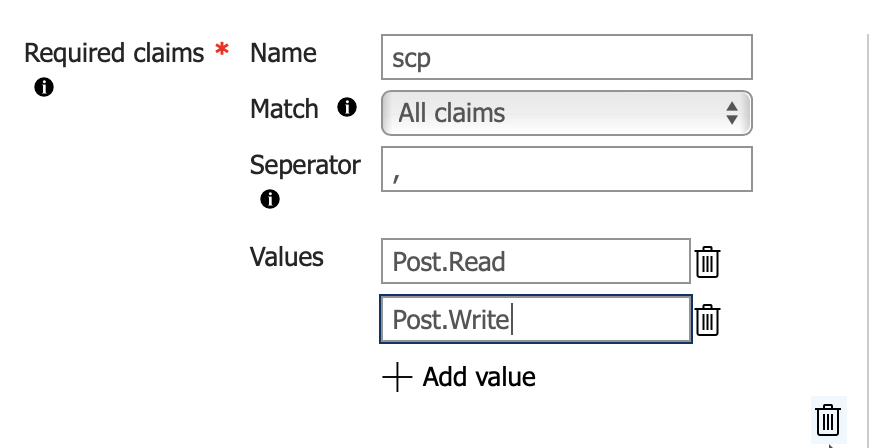 Required claims * Name scp
Match All claims
Seperator ,
Values Post.Read
Post.Write
+ Add value